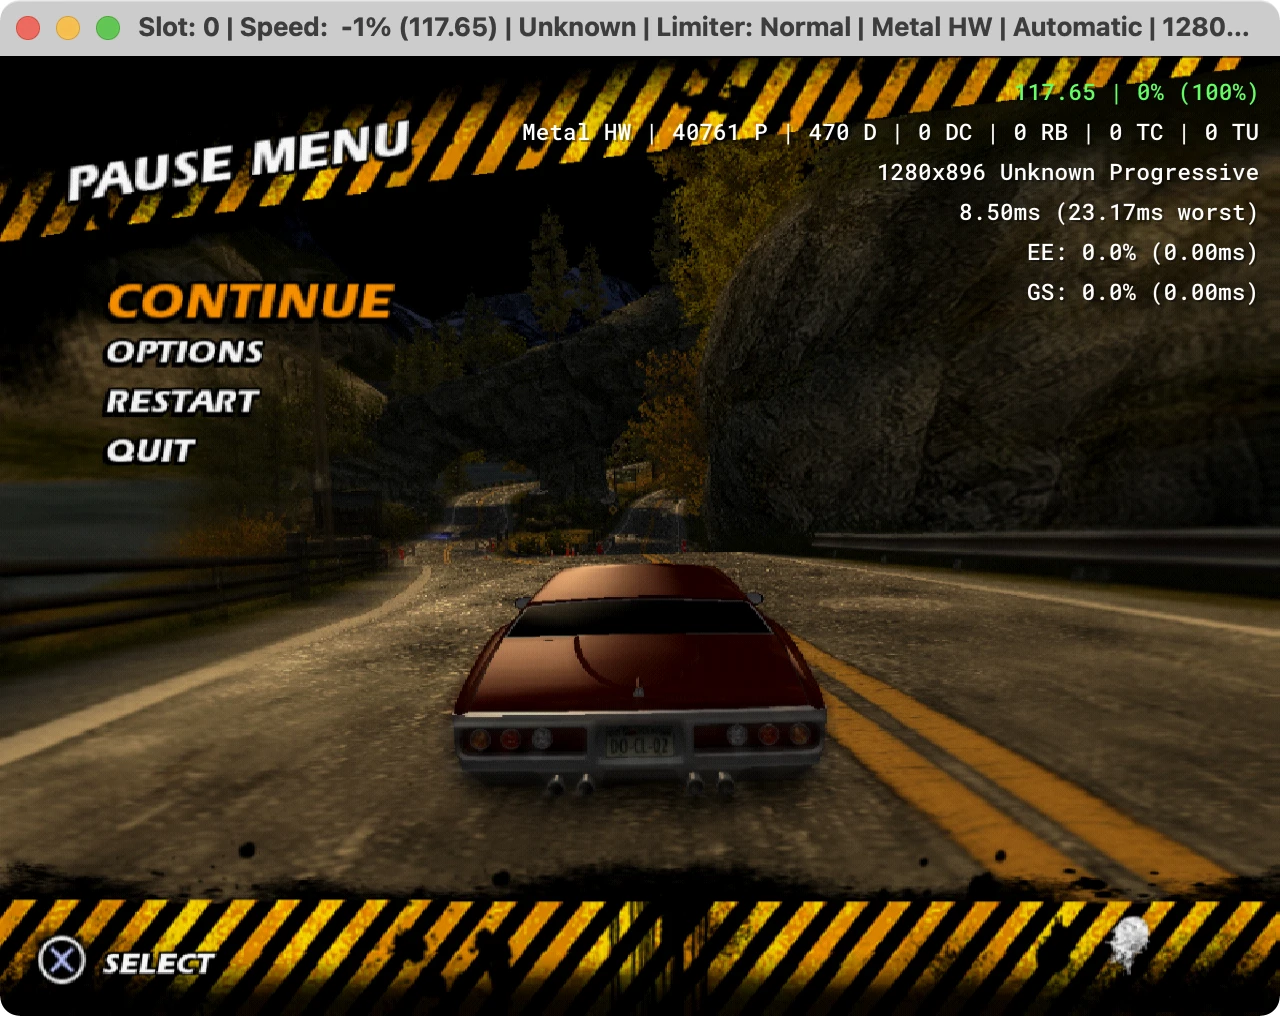 Slot: 0 | Speed: -1% (117.65) | Unknown | Limiter: Normal | Metal HW | Automatic | 1280...
117.65 | 0% (100%)
Metal HW | 40761 P | 470 D | 0 DC | 0 RB | 0 TC | 0 TU
1280x896 Unknown Progressive
8.50ms (23.17ms worst)
EE: 0.0% (0.00ms)
GS: 0.0% (0.00ms)
PAUSE MENU
CONTINUE
OPTIONS
RESTART
QUIT
SELECT